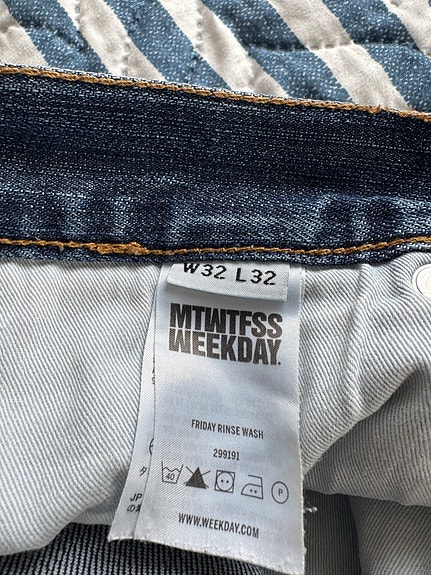 W32 L32
MTWTFSS
WEEKDAY.
FRIDAY RINSE WASH
299191
40
P
WWW.WEEKDAY.COM
JP